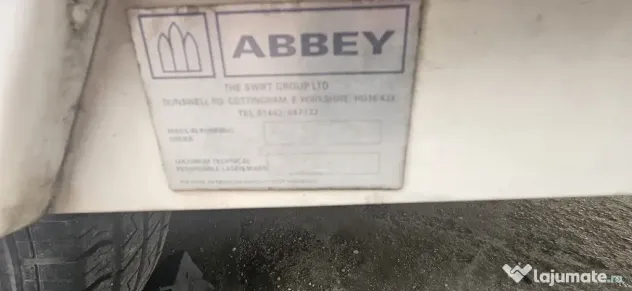 ABBEY
THE SWIFT GROUP LTD
DUNSWELL RD. COTTINGHAM, E. YORKSHIRE HU16 4JX
TEL 01482 847332
MASS IN RUNNING
ORDER
MAXIMUM TECHNICAL
PERMISSIBLE LADEN MASS
lajumate.ro